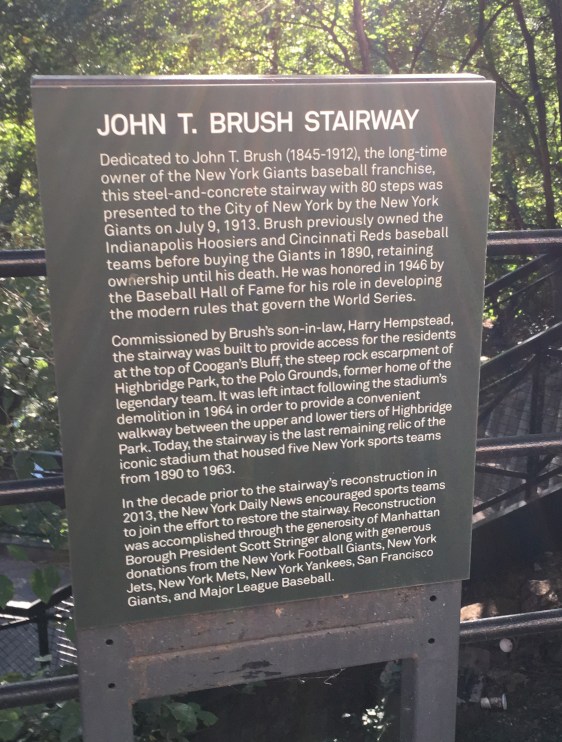 JOHN T. BRUSH STAIRWAY
Dedicated to John T. Brush (1845-1912), the long-time
owner of the New York Giants baseball franchise,
this steel-and-concrete stairway with 80 steps was
presented to the City of New York by the New York
Giants on July 9, 1913. Brush previously owned the
Indianapolis Hoosiers and Cincinnati Reds baseball
teams before buying the Giants in 1890, retaining
ownership until his death. He was honored in 1946 by
the Baseball Hall of Fame for his role in developing
the modern rules that govern the World Series.
Commissioned by Brush's son-in-law, Harry Hempstead,
the stairway was built to provide access for the residents
at the top of Coogan's Bluff, the steep rock escarpment of
Highbridge Park, to the Polo Grounds, former home of the
legendary team. It was left intact following the stadium's
demolition in 1964 in order to provide a convenient
walkway between the upper and lower tiers of Highbridge
Park. Today, the stairway is the last remaining relic of the
iconic stadium that housed five New York sports teams
from 1890 to 1963.
In the decade prior to the stairway's reconstruction in
2013, the New York Daily News encouraged sports teams
to join the effort to restore the stairway. Reconstruction
was accomplished through the generosity of Manhattan
Borough President Scott Stringer along with generous
donations from the New York Football Giants, New York
Jets, New York Mets, New York Yankees, San Francisco
Giants, and Major League Baseball.